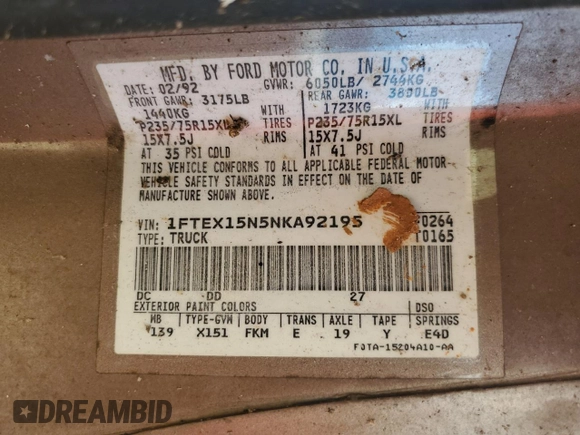 MFD. BY FORD MOTOR CO. IN U.S.A.
DATE: 02/92 GVWR: 6050LB/ 2744KG
FRONT GAWR: 3175LB REAR GAWR: 3800LB
1440KG WITH 1723KG WITH
P235/75R15XL TIRES P235/75R15XL TIRES
15X7.5J RIMS 15X7.5J RIMS
AT 35 PSI COLD AT 41 PSI COLD
THIS VEHICLE CONFORMS TO ALL APPLICABLE FEDERAL MOTOR
VEHICLE SAFETY STANDARDS IN EFFECT ON THE DATE OF
MANUFACTURE SHOWN ABOVE.
VIN: 1FTEX15N5NKA92195 F0264
TYPE: TRUCK T0165
DC DD 27
EXTERIOR PAINT COLORS DSO
WB TYPE-GVW BODY TRANS AXLE TAPE SPRINGS
139 X151 FKM E 19 Y E4D
F0TA-15204A10-AA
DREAMBID